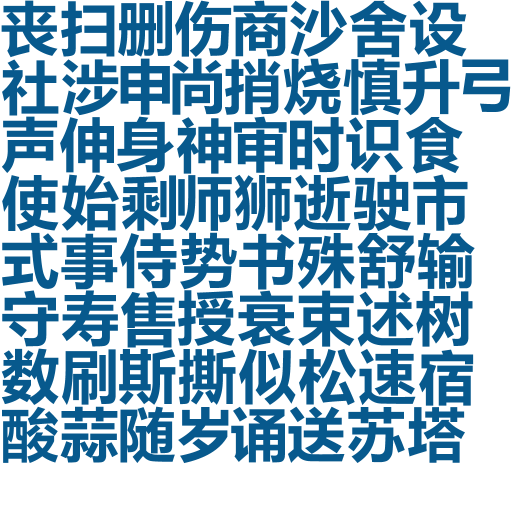 丧扫删伤商沙舍设
社涉申尚捎烧慎升弓
声伸身神审时识食
使始剩师狮逝驶市
式事侍势书殊舒输
守寿售授衰束述树
数刷斯撕似松速宿
酸蒜随岁诵送苏塔